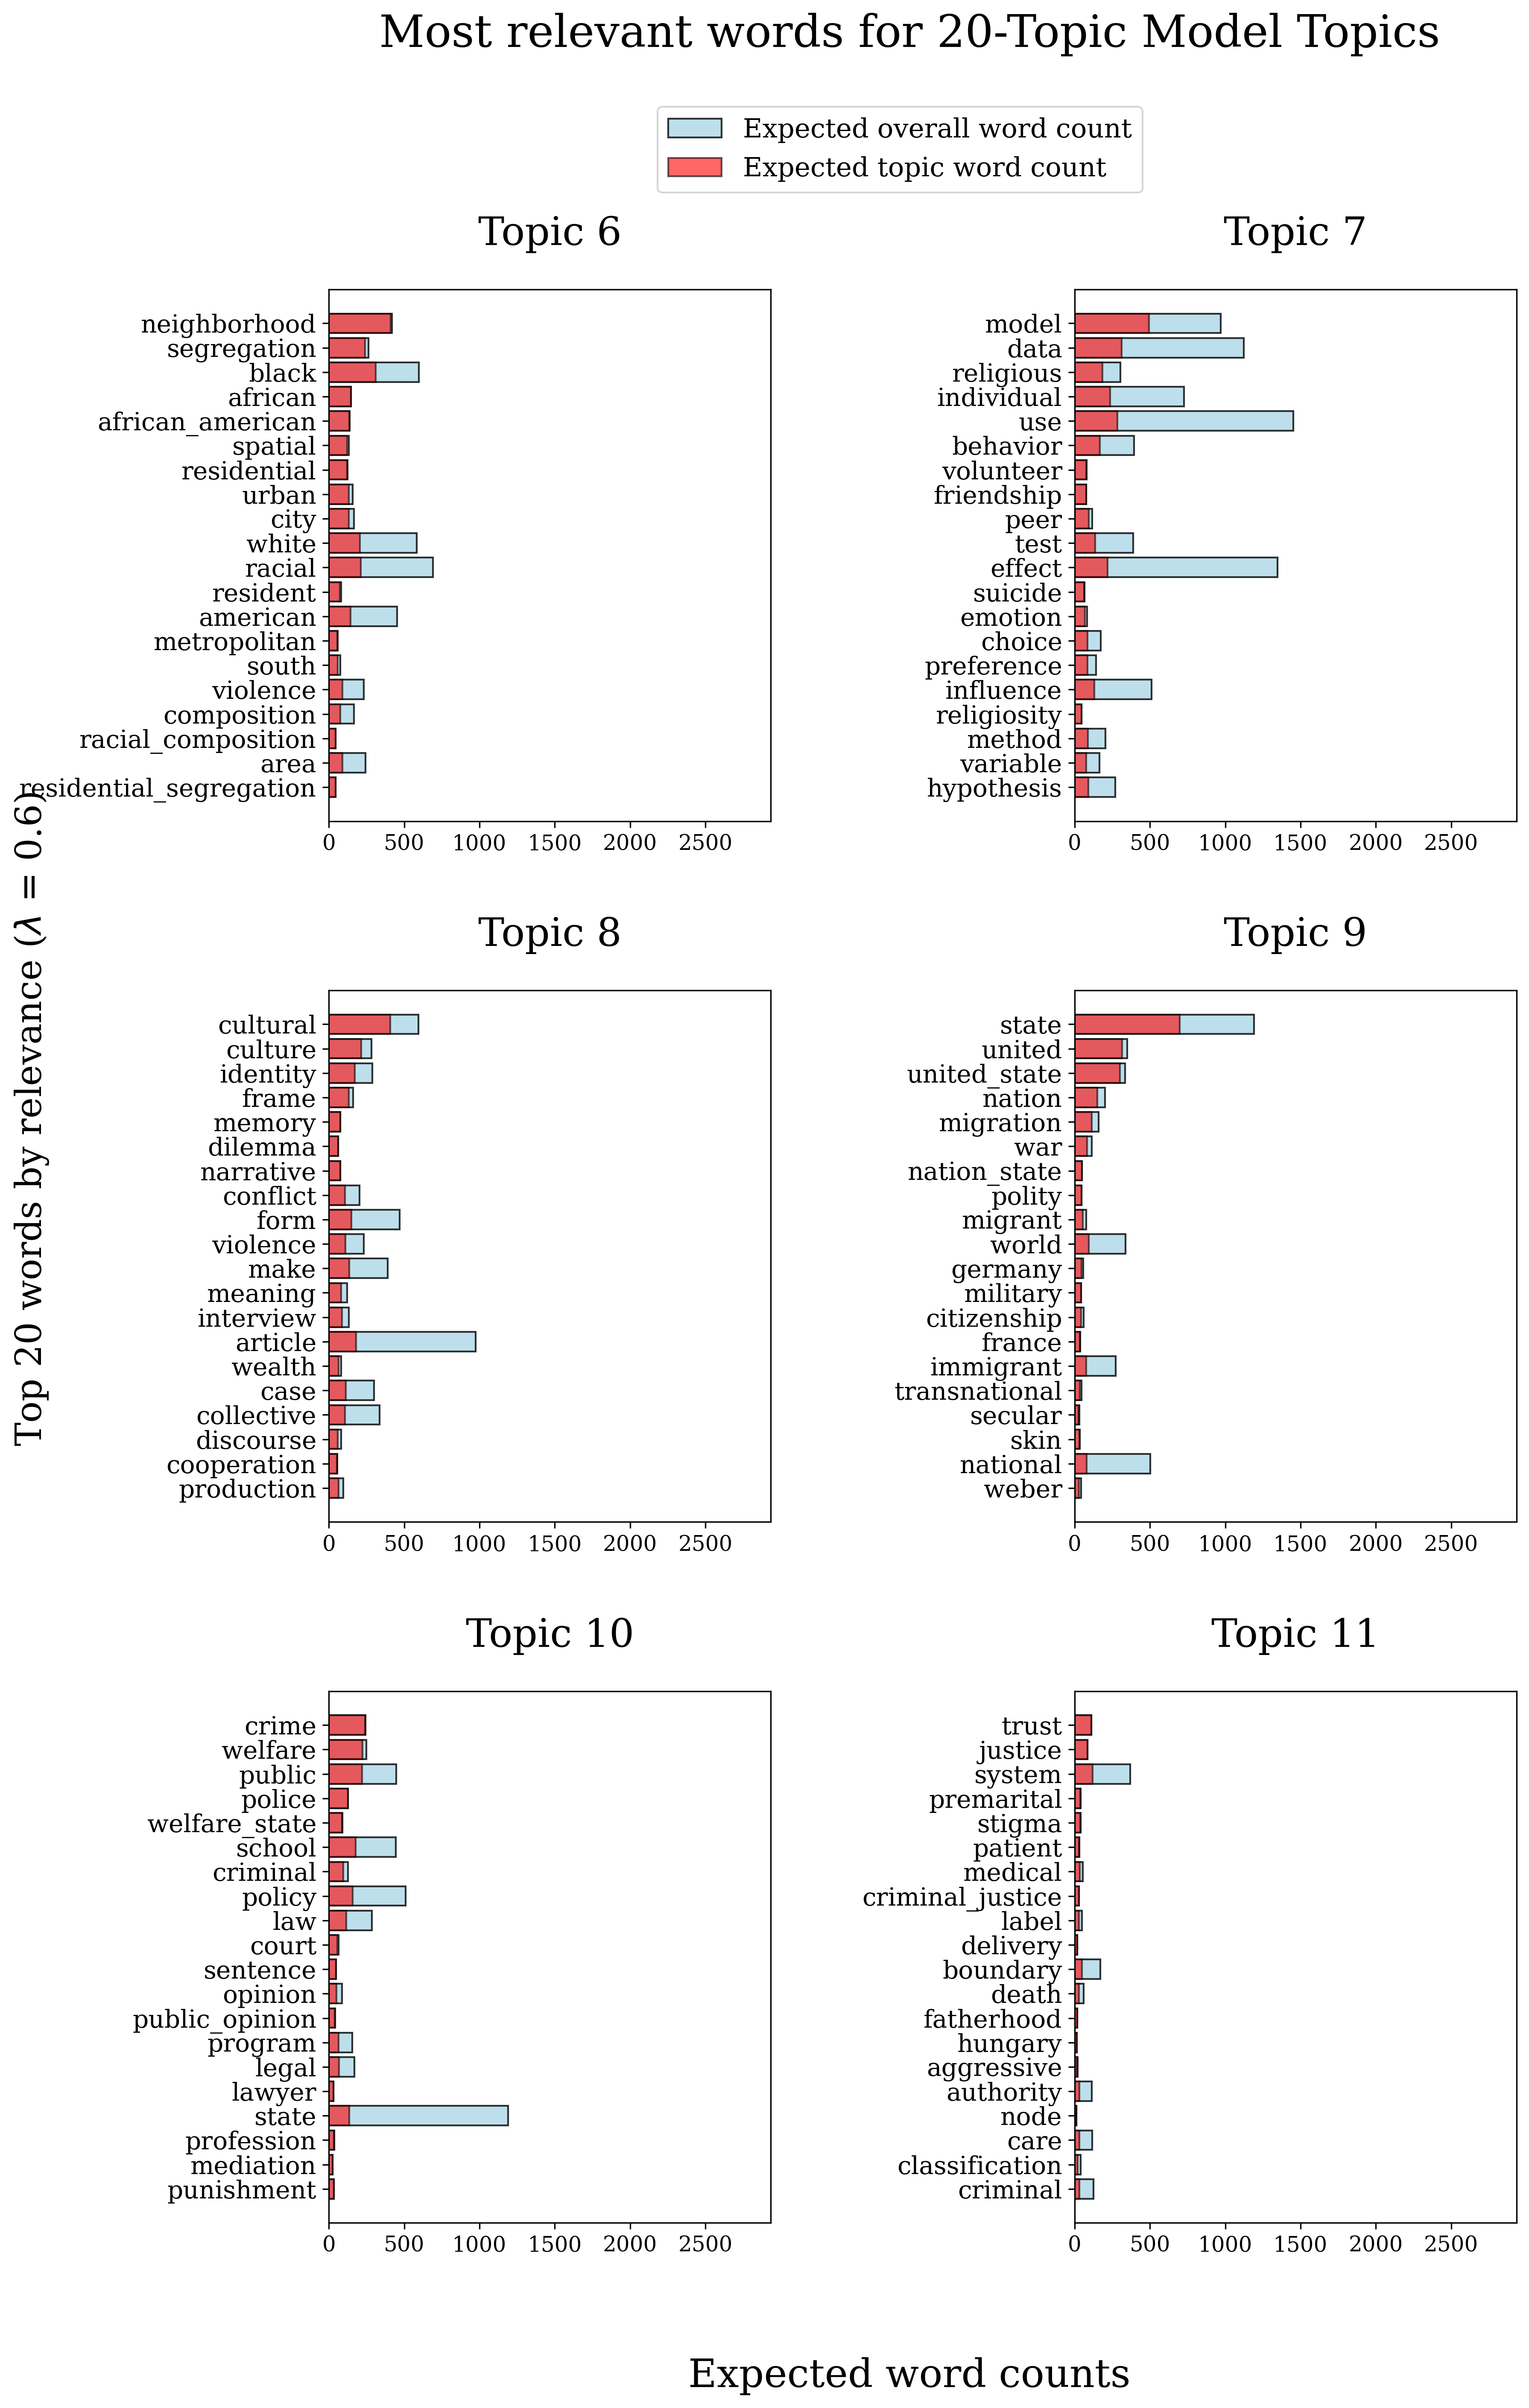 Most relevant words for 20-Topic Model Topics
Expected overall word count
Expected topic word count
Top 20 words by relevance (λ = 0.6)
Topic 6
neighborhood
segregation
black
african
african_american
spatial
residential
urban
city
white
racial
resident
american
metropolitan
south
violence
composition
racial_composition
area
residential_segregation
0 500 1000 1500 2000 2500
Topic 7
model
data
religious
individual
use
behavior
volunteer
friendship
peer
test
effect
suicide
emotion
choice
preference
influence
religiosity
method
variable
hypothesis
0 500 1000 1500 2000 2500
Topic 8
cultural
culture
identity
frame
memory
dilemma
narrative
conflict
form
violence
make
meaning
interview
article
wealth
case
collective
discourse
cooperation
production
0 500 1000 1500 2000 2500
Topic 9
state
united
united_state
nation
migration
war
nation_state
polity
migrant
world
germany
military
citizenship
france
immigrant
transnational
secular
skin
national
weber
0 500 1000 1500 2000 2500
Topic 10
crime
welfare
public
police
welfare_state
school
criminal
policy
law
court
sentence
opinion
public_opinion
program
legal
lawyer
state
profession
mediation
punishment
0 500 1000 1500 2000 2500
Topic 11
trust
justice
system
premarital
stigma
patient
medical
criminal_justice
label
delivery
boundary
death
fatherhood
hungary
aggressive
authority
node
care
classification
criminal
0 500 1000 1500 2000 2500
Expected word counts